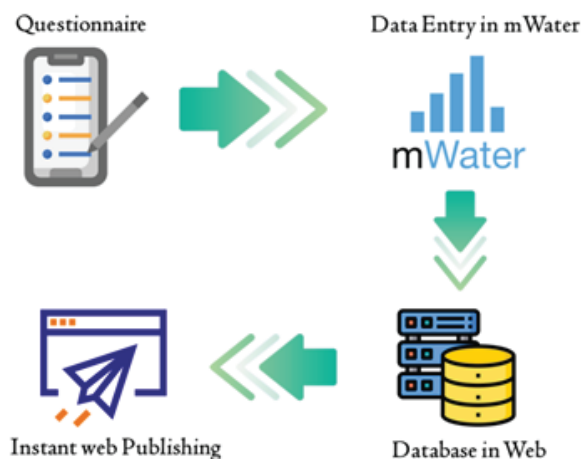 Questionnaire
Data Entry in mWater
mWater
Instant web Publishing
Database in Web